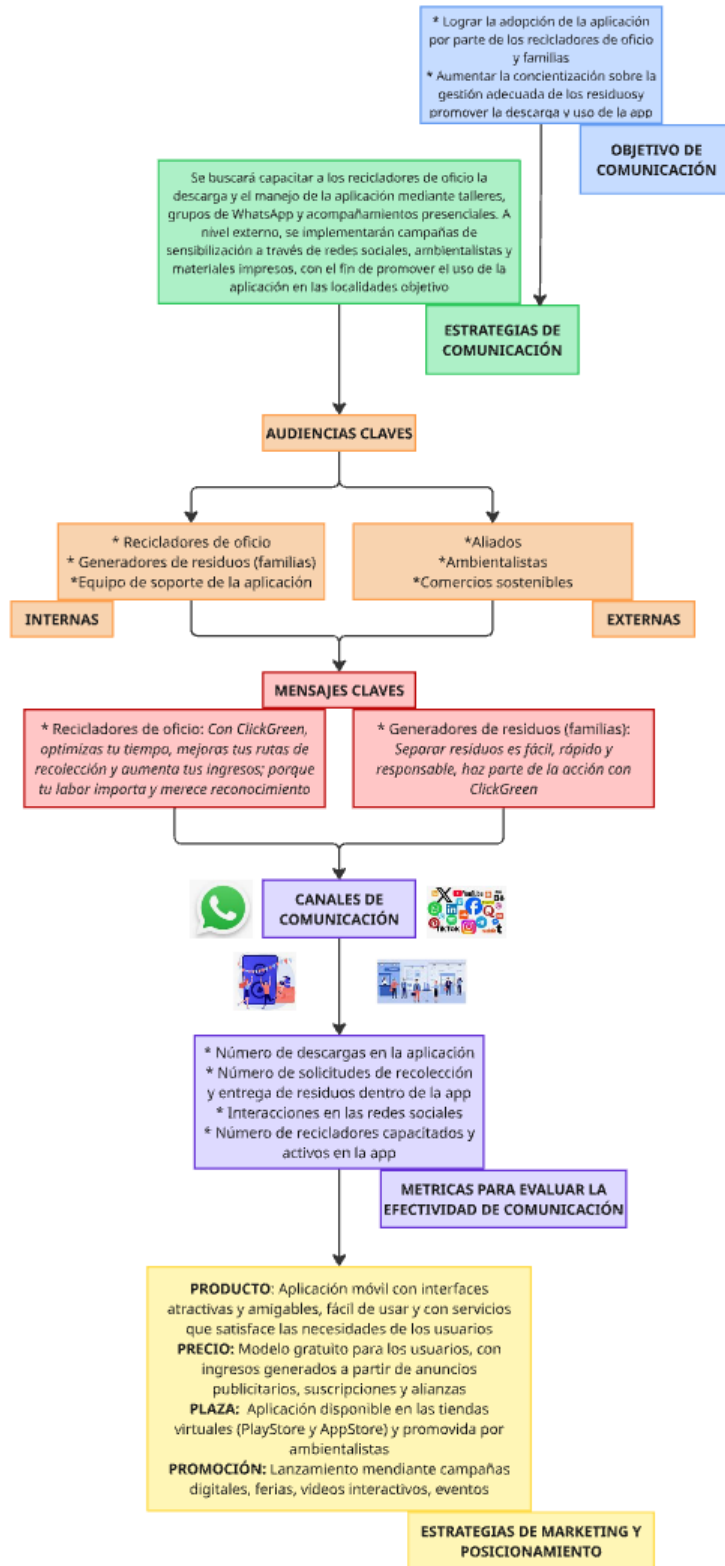 * Lograr la adopción de la aplicación
por parte de los recicladores de oficio
y familias
* Aumentar la concientización sobre la
gestión adecuada de los residuosy
promover la descarga y uso de la app
OBJETIVO DE
COMUNICACIÓN
Se buscará capacitar a los recicladores de oficio la
descarga y el manejo de la aplicación mediante talleres,
grupos de WhatsApp y acompañamientos presenciales. A
nivel externo, se implementarán campañas de
sensibilización a través de redes sociales, ambientalistas y
materiales impresos, con el fin de promover el uso de la
aplicación en las localidades objetivo
ESTRATEGIAS DE
COMUNICACIÓN
AUDIENCIAS CLAVES
* Recicladores de oficio
* Generadores de residuos (familias)
*Equipo de soporte de la aplicación
INTERNAS
*Aliados
*Ambientalistas
*Comercios sostenibles
EXTERNAS
MENSAJES CLAVES
* Recicladores de oficio: Con ClickGreen,
optimizas tu tiempo, mejoras tus rutas de
recolección y aumenta tus ingresos; porque
tu labor importa y merece reconocimiento
* Generadores de residuos (familias):
Separar residuos es fácil, rápido y
responsable, haz parte de la acción con
ClickGreen
CANALES DE
COMUNICACIÓN
YouTube
TikTok
* Número de descargas en la aplicación
* Número de solicitudes de recolección
y entrega de residuos dentro de la app
* Interacciones en las redes sociales
* Número de recicladores capacitados y
activos en la app
METRICAS PARA EVALUAR LA
EFECTIVIDAD DE COMUNICACIÓN
PRODUCTO: Aplicación móvil con interfaces
atractivas y amigables, fácil de usar y con servicios
que satisface las necesidades de los usuarios
PRECIO: Modelo gratuito para los usuarios, con
ingresos generados a partir de anuncios
publicitarios, suscripciones y alianzas
PLAZA: Aplicación disponible en las tiendas
virtuales (PlayStore y AppStore) y promovida por
ambientalistas
PROMOCIÓN: Lanzamiento mendiante campañas
digitales, ferias, videos interactivos, eventos
ESTRATEGIAS DE MARKETING Y
POSICIONAMIENTO